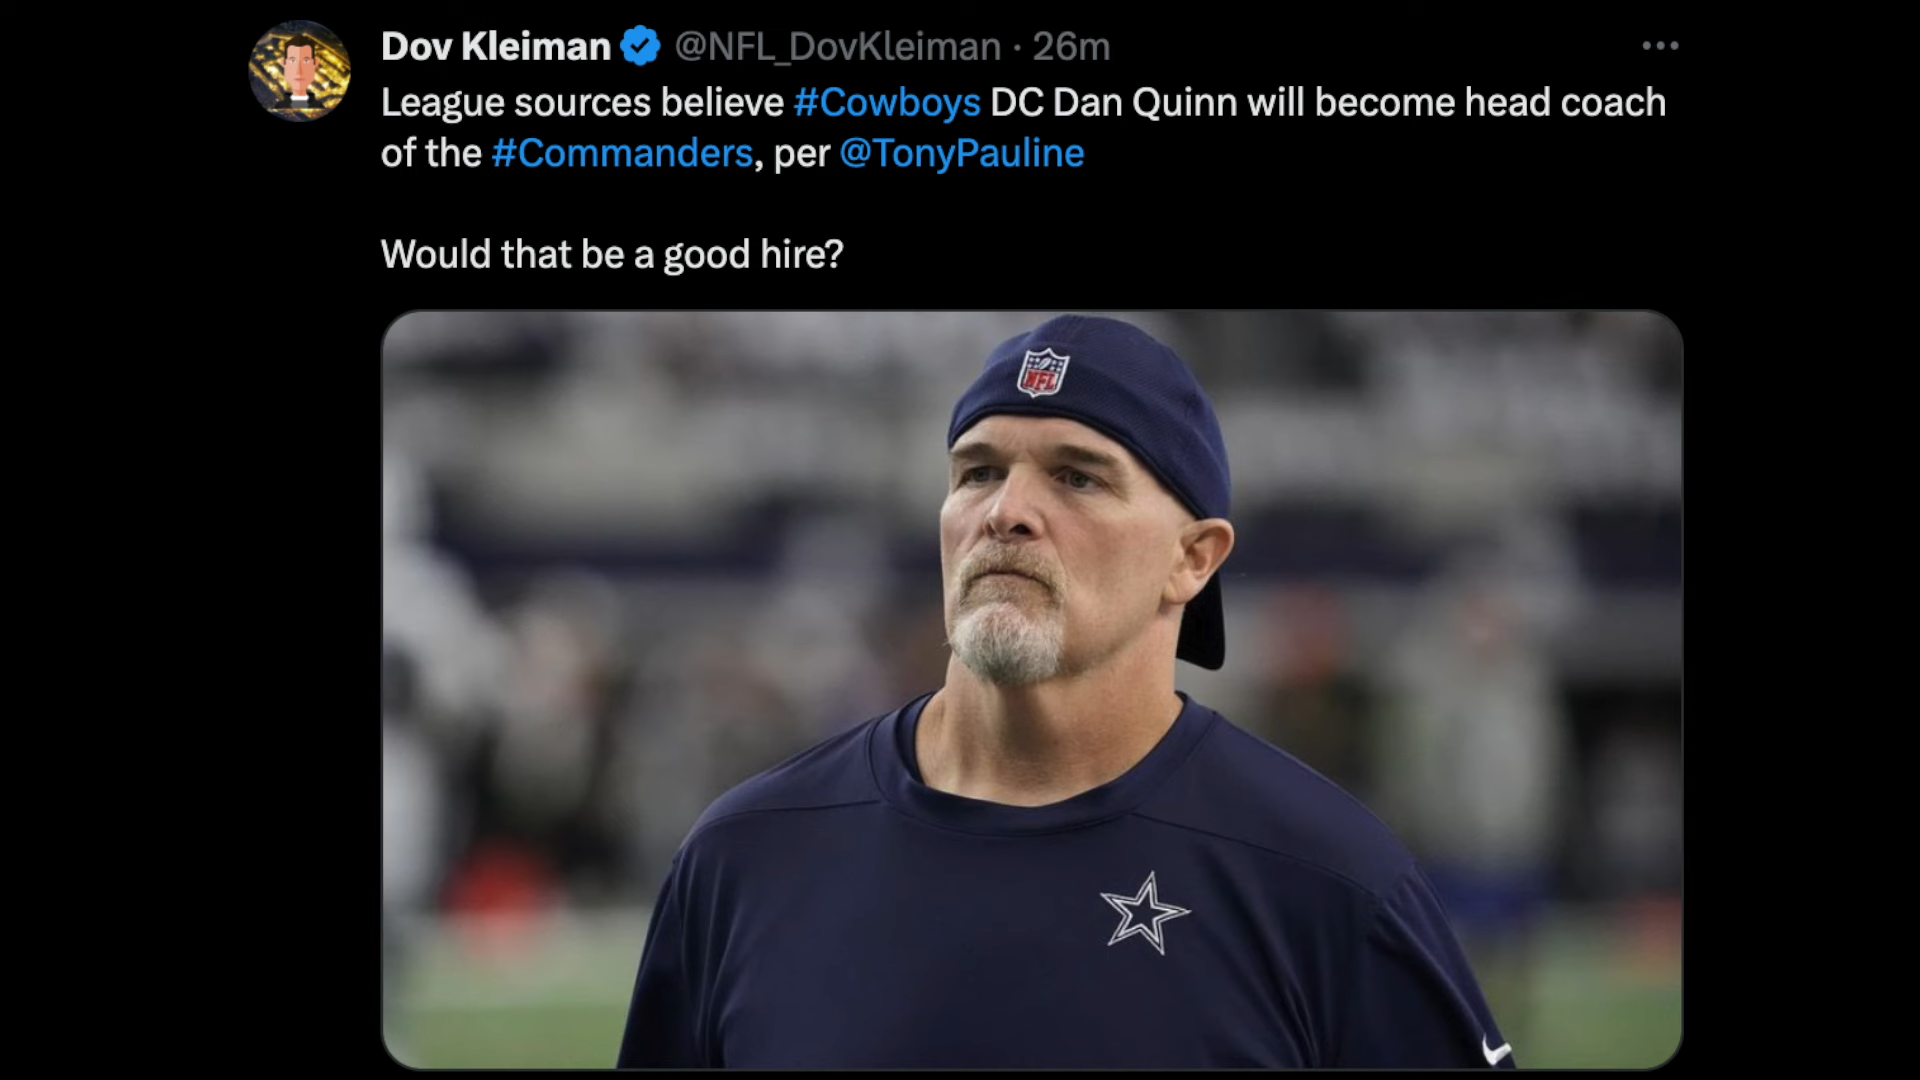 Dov Kleiman @NFL_DovKleiman · 26m
League sources believe #Cowboys DC Dan Quinn will become head coach
of the #Commanders, per @TonyPauline
Would that be a good hire?
NFL